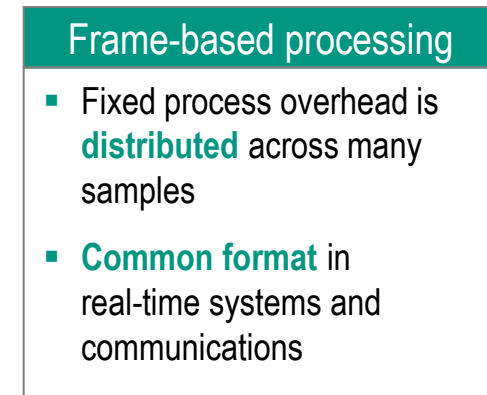 Frame-based processing
▪ Fixed process overhead is
distributed across many
samples
▪ Common format in
real-time systems and
communications